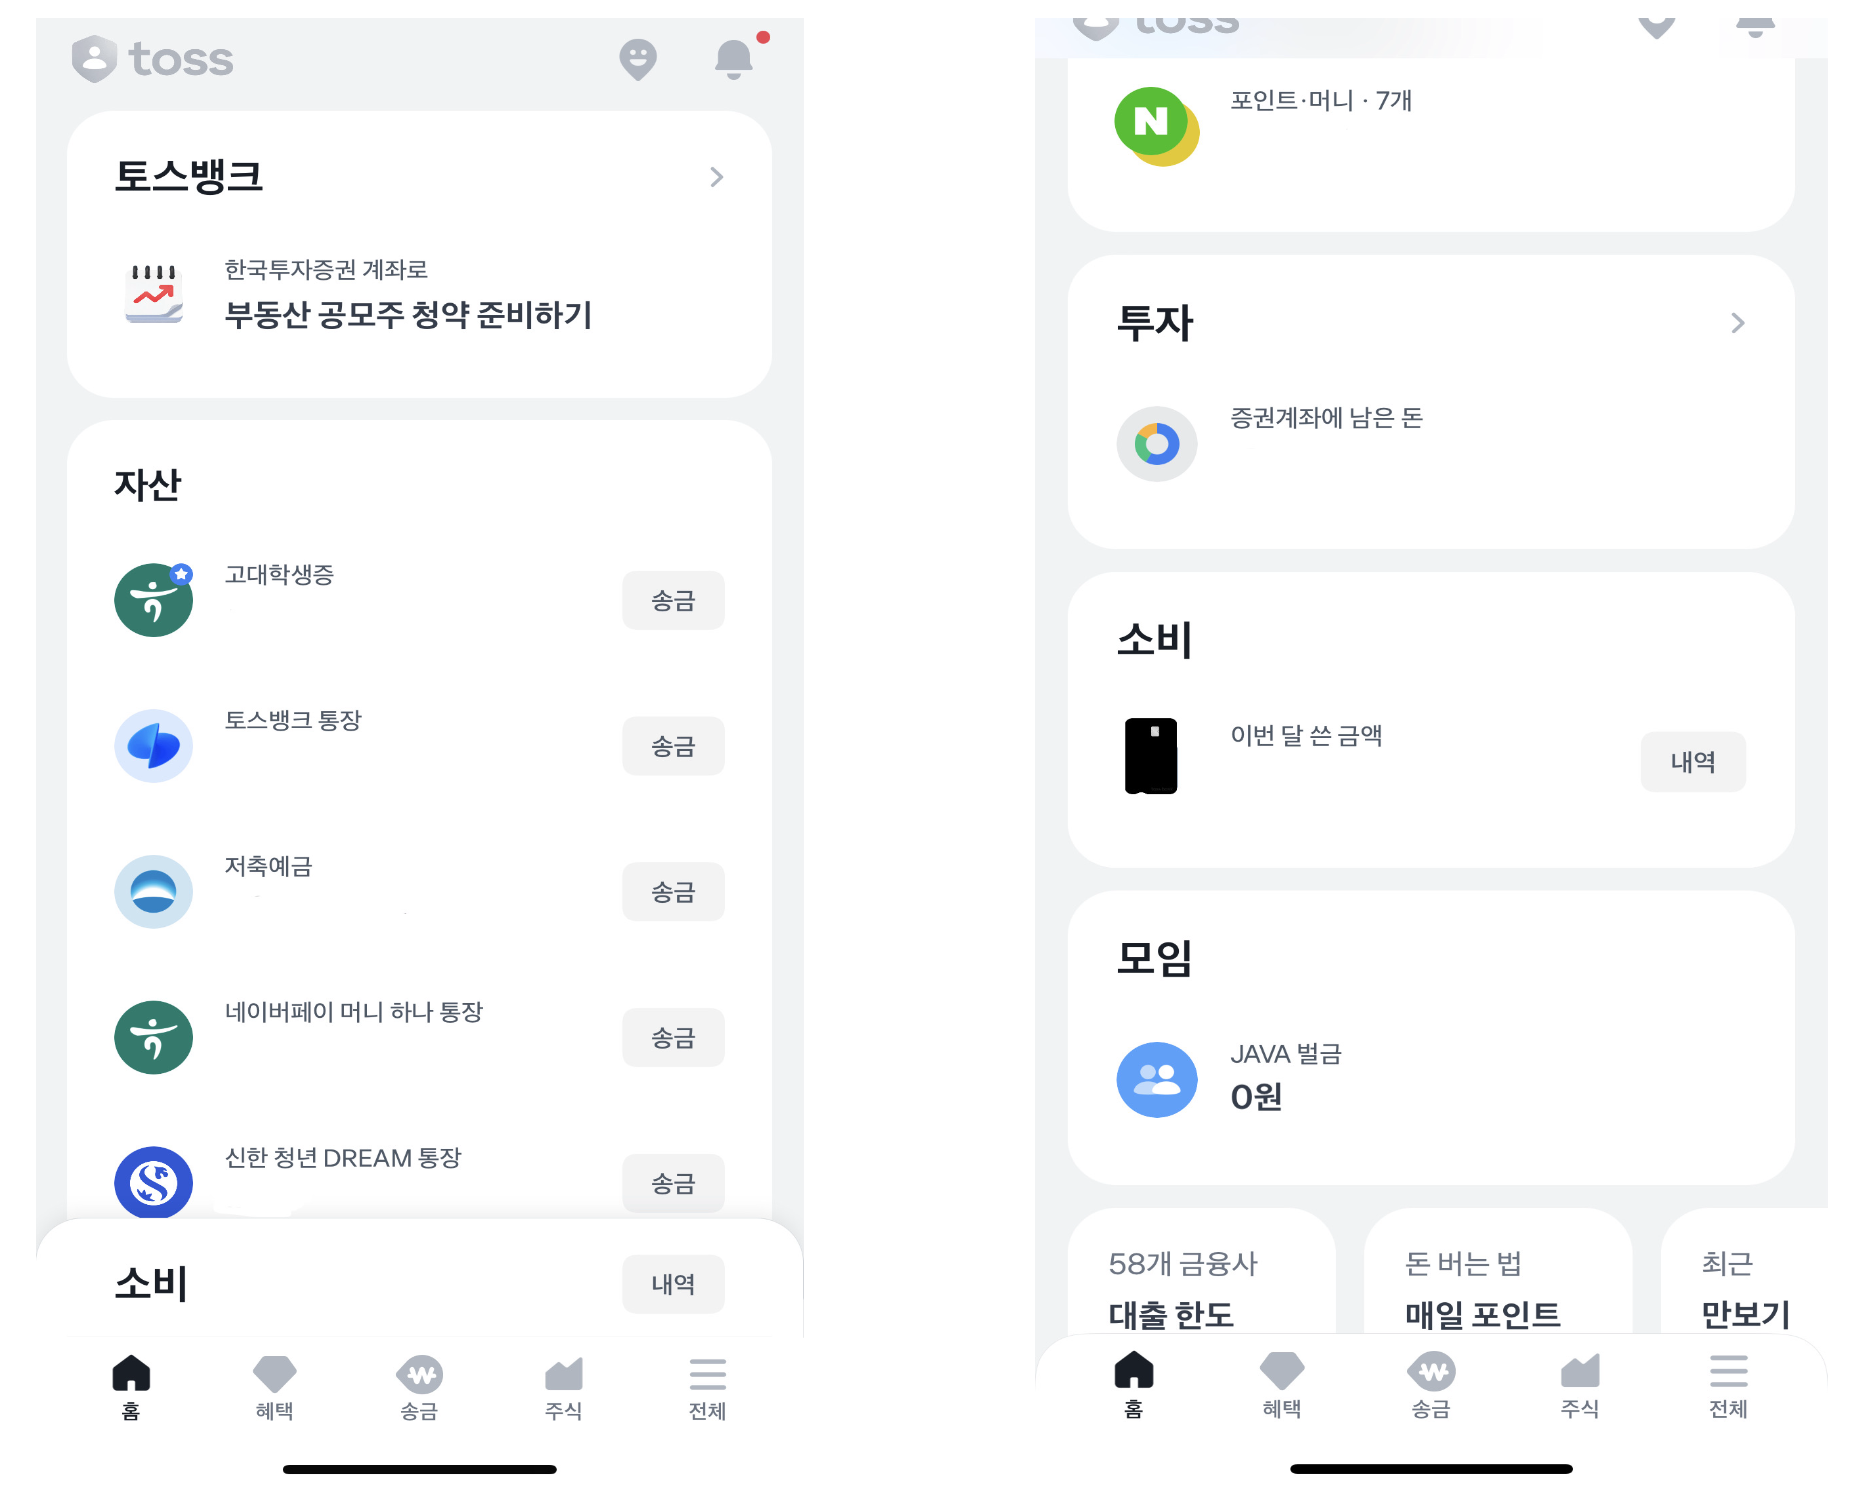 toss
토스뱅크
한국투자증권 계좌로
부동산 공모주 청약 준비하기
자산
고대학생증
송금
토스뱅크 통장
송금
저축예금
송금
네이버페이 머니 하나 통장
송금
신한 청년 DREAM 통장
송금
소비
내역
홈
혜택
송금
주식
전체
toss
N
포인트·머니 · 7개
투자
증권계좌에 남은 돈
소비
이번 달 쓴 금액
내역
모임
JAVA 벌금
0원
58개 금융사
대출 한도
돈 버는 법
매일 포인트
최근
만보기
홈
혜택
송금
주식
전체